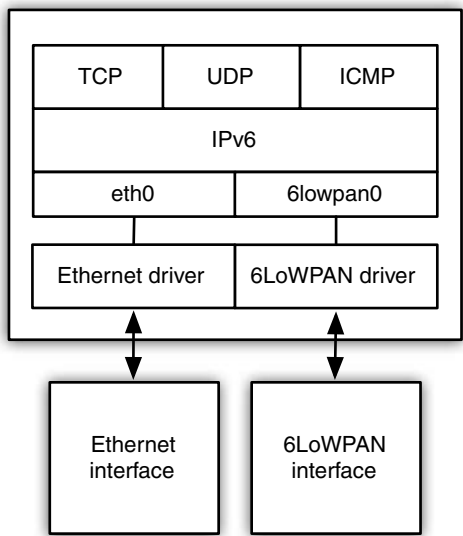 TCP UDP ICMP
IPv6
eth0 6lowpan0
Ethernet driver 6LoWPAN driver
Ethernet
interface
6LoWPAN
interface